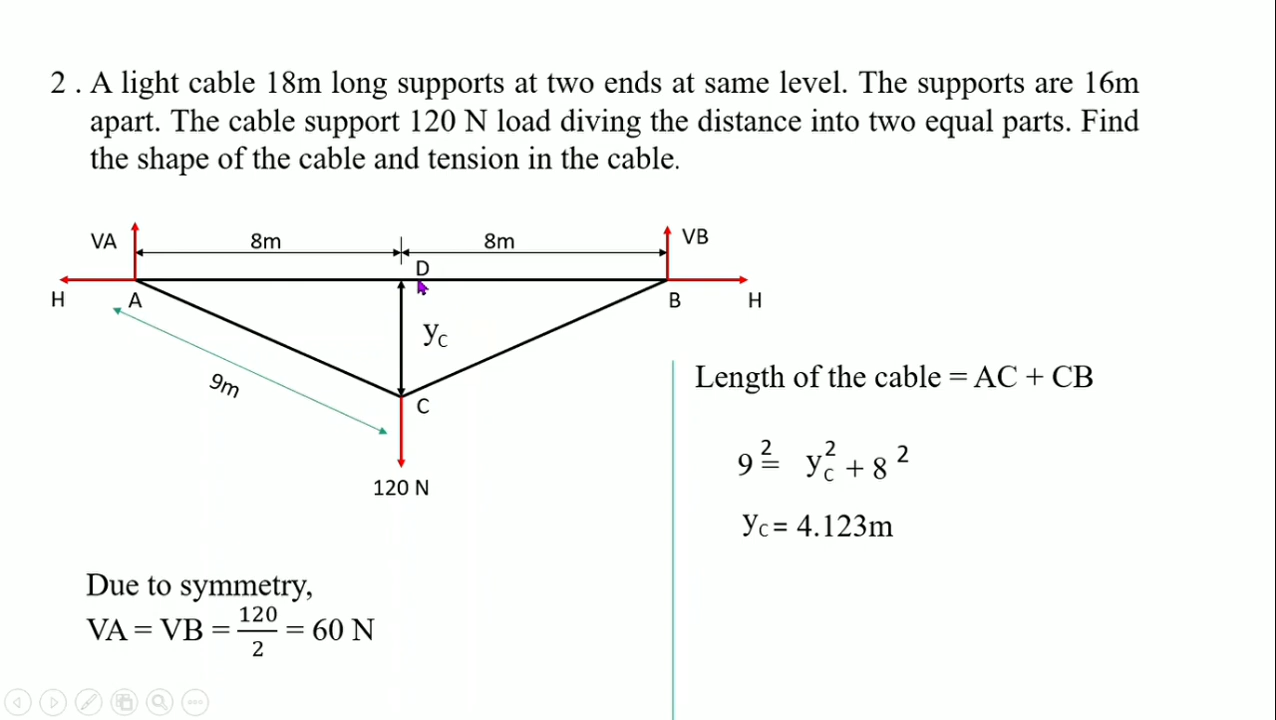 2 . A light cable 18m long supports at two ends at same level. The supports are 16m
apart. The cable support 120 N load diving the distance into two equal parts. Find
the shape of the cable and tension in the cable.
VA
8m
8m
VB
D
H
A
B
H
yC
9m
C
120 N
Length of the cable = AC + CB
9² = yC² + 8²
yC = 4.123m
Due to symmetry,
VA = VB = 120/2 = 60 N